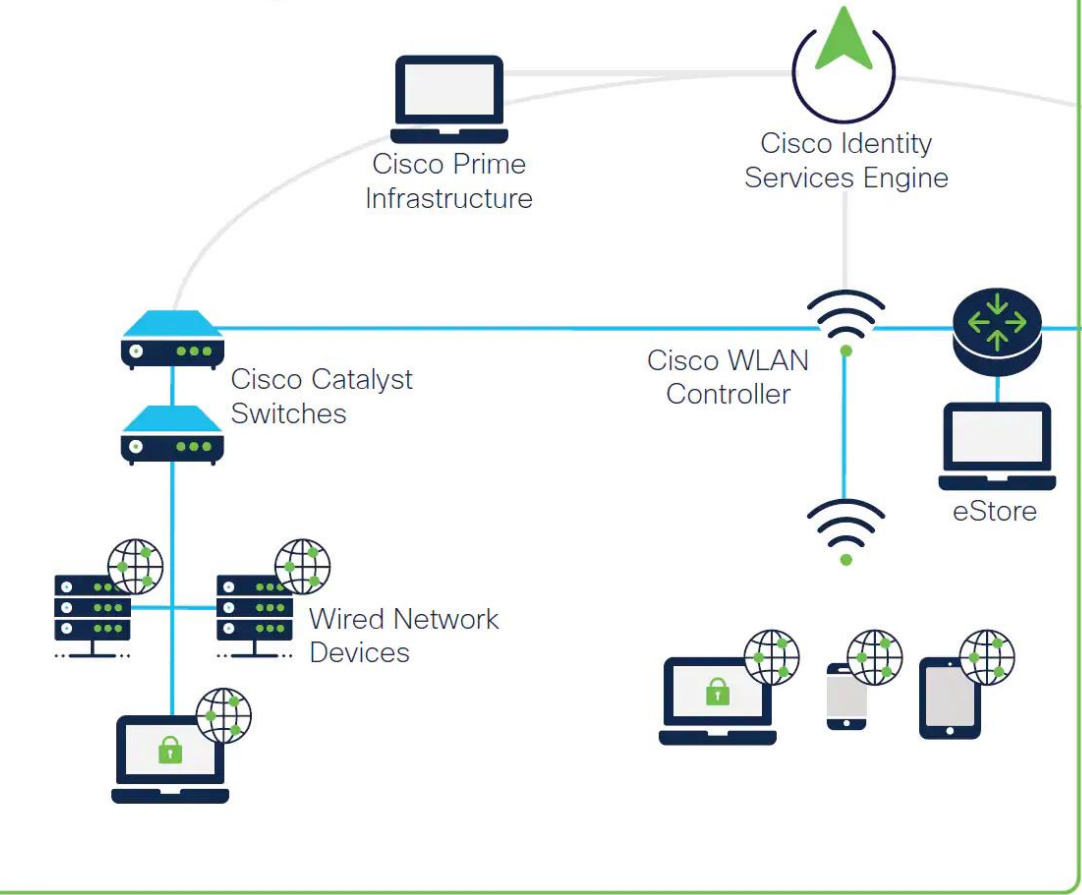 Cisco Prime
Infrastructure
Cisco Identity
Services Engine
Cisco Catalyst
Switches
Cisco WLAN
Controller
eStore
Wired Network
Devices